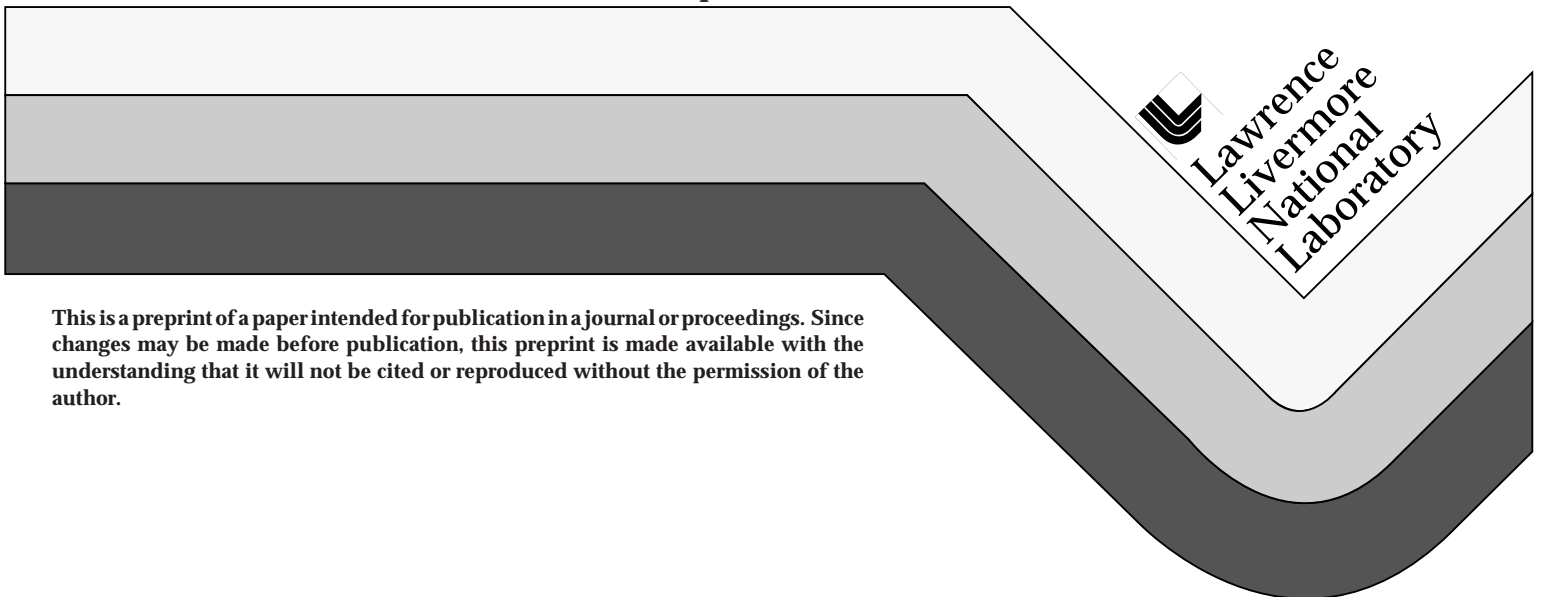 Lawrence
Livermore
National
Laboratory
This is a preprint of a paper intended for publication in a journal or proceedings. Since
changes may be made before publication, this preprint is made available with the
understanding that it will not be cited or reproduced without the permission of the
author.